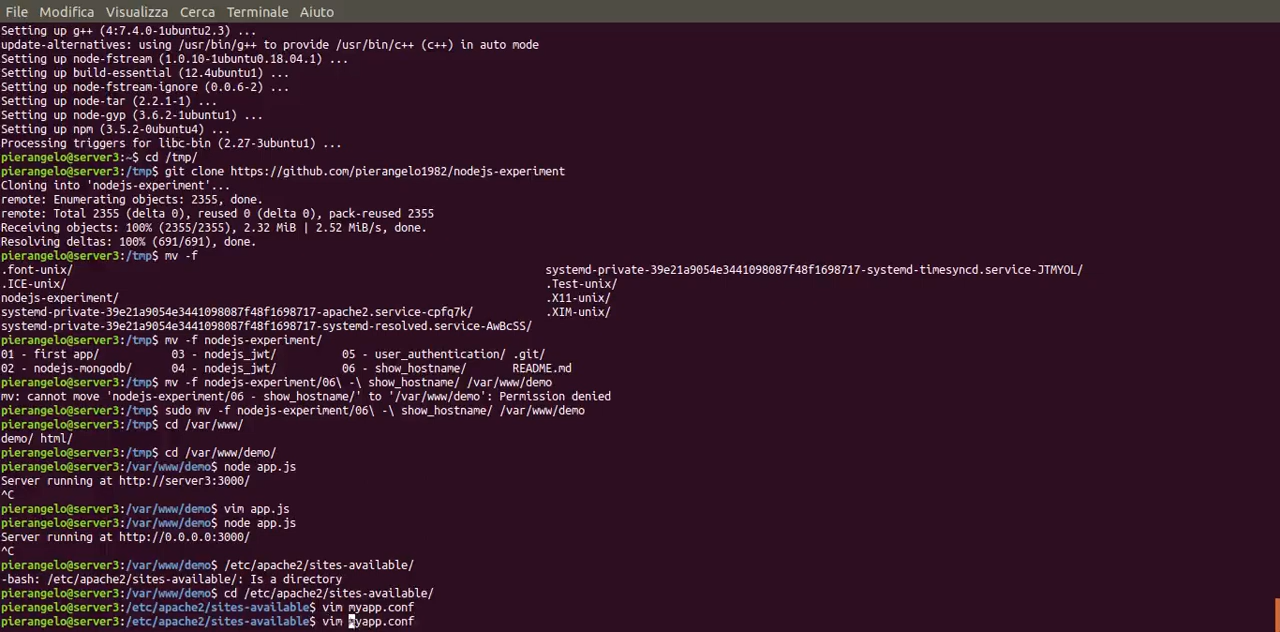 File Modifica Visualizza Cerca Terminale Aiuto
Setting up g++ (4:7.4.0-1ubuntu2.3) ...
update-alternatives: using /usr/bin/g++ to provide /usr/bin/c++ (c++) in auto mode
Setting up node-fstream (1.0.10-1ubuntu0.18.04.1) ...
Setting up build-essential (12.4ubuntu1) ...
Setting up node-fstream-ignore (0.0.6-2) ...
Setting up node-tar (2.2.1-1) ...
Setting up node-gyp (3.6.2-1ubuntu1) ...
Setting up npm (3.5.2-0ubuntu4) ...
Processing triggers for libc-bin (2.27-3ubuntu1) ...
pierangelo@server3:~$ cd /tmp/
pierangelo@server3:/tmp$ git clone https://github.com/pierangelo1982/nodejs-experiment
Cloning into 'nodejs-experiment'...
remote: Enumerating objects: 2355, done.
remote: Total 2355 (delta 0), reused 0 (delta 0), pack-reused 2355
Receiving objects: 100% (2355/2355), 2.32 MiB | 2.52 MiB/s, done.
Resolving deltas: 100% (691/691), done.
pierangelo@server3:/tmp$ mv -f
.font-unix/ systemd-private-39e21a9054e3441098087f48f1698717-systemd-timesyncd.service-JTMYOL/
.ICE-unix/ .Test-unix/
nodejs-experiment/ .X11-unix/
systemd-private-39e21a9054e3441098087f48f1698717-apache2.service-cpfq7k/ .XIM-unix/
systemd-private-39e21a9054e3441098087f48f1698717-systemd-resolved.service-AwBcSS/
pierangelo@server3:/tmp$ mv -f nodejs-experiment/
01 - first app/ 03 - nodejs_jwt/ 05 - user_authentication/ .git/
02 - nodejs-mongodb/ 04 - nodejs_jwt/ 06 - show_hostname/ README.md
pierangelo@server3:/tmp$ mv -f nodejs-experiment/06\ -\ show_hostname/ /var/www/demo
mv: cannot move 'nodejs-experiment/06 - show_hostname/' to '/var/www/demo': Permission denied
pierangelo@server3:/tmp$ sudo mv -f nodejs-experiment/06\ -\ show_hostname/ /var/www/demo
pierangelo@server3:/tmp$ cd /var/www/
demo/ html/
pierangelo@server3:/tmp$ cd /var/www/demo/
pierangelo@server3:/var/www/demo$ node app.js
Server running at http://server3:3000/
^C
pierangelo@server3:/var/www/demo$ vim app.js
pierangelo@server3:/var/www/demo$ node app.js
Server running at http://0.0.0.0:3000/
^C
pierangelo@server3:/var/www/demo$ /etc/apache2/sites-available/
-bash: /etc/apache2/sites-available/: Is a directory
pierangelo@server3:/var/www/demo$ cd /etc/apache2/sites-available/
pierangelo@server3:/etc/apache2/sites-available$ vim myapp.conf
pierangelo@server3:/etc/apache2/sites-available$ vim myapp.conf